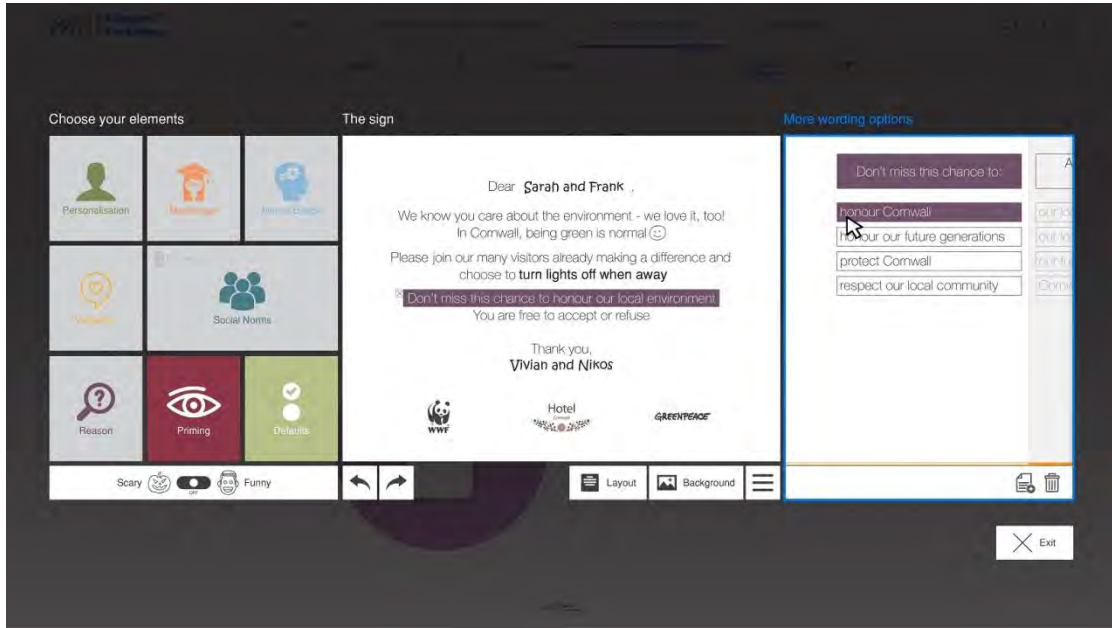 Choose your elements
The sign
More wording options
Personalisation
Messenger
Social Norms
Reason
Priming
Defaults
Scary
OFF
Funny
Dear Sarah and Frank ,
We know you care about the environment - we love it, too!
In Cornwall, being green is normal
Please join our many visitors already making a difference and
choose to turn lights off when away
Don't miss this chance to honour our local environment
You are free to accept or refuse
Thank you,
Vivian and Nikos
WWF
Hotel
Cornwall
GREENPEACE
Layout
Background
Don't miss this chance to:
honour Cornwall
honour our future generations
protect Cornwall
respect our local community
A
Exit